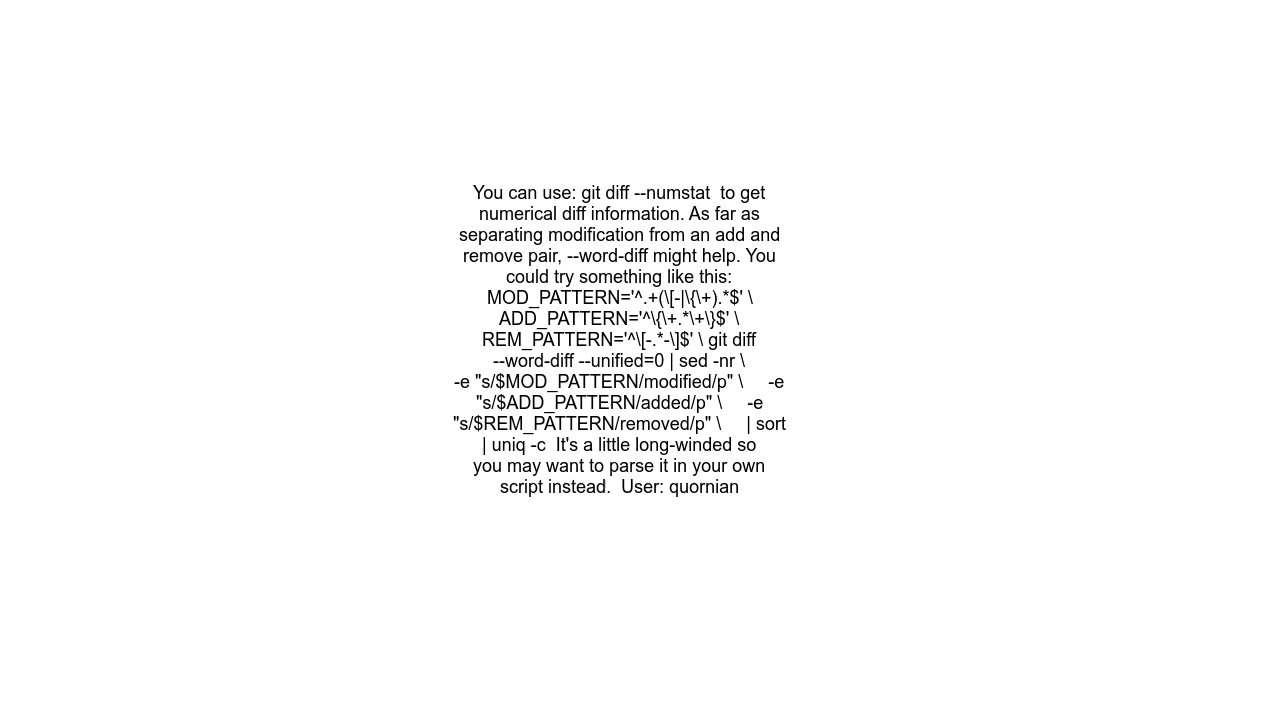 You can use: git diff --numstat  to get
numerical diff information. As far as
separating modification from an add and
remove pair, --word-diff might help. You
could try something like this:
MOD_PATTERN='^.+(\[-|\{\+).*$' \
ADD_PATTERN='^\{\+.*\+\}$' \
REM_PATTERN='^\[-.*-\]$' \ git diff
--word-diff --unified=0 | sed -nr \
-e "s/$MOD_PATTERN/modified/p" \     -e
"s/$ADD_PATTERN/added/p" \     -e
"s/$REM_PATTERN/removed/p" \     | sort
| uniq -c  It's a little long-winded so
you may want to parse it in your own
script instead.  User: quornian